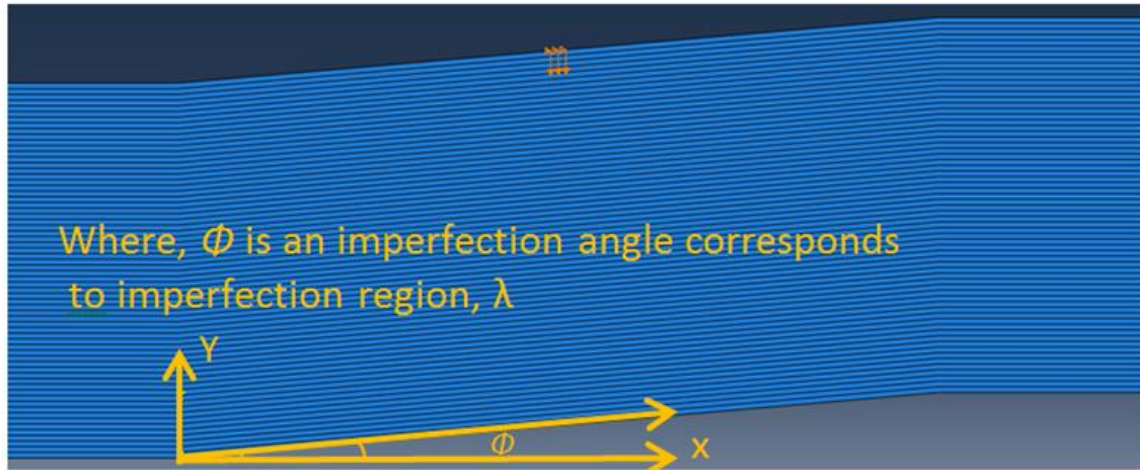 Where, Φ is an imperfection angle corresponds
to imperfection region, λ
Y
Φ
x